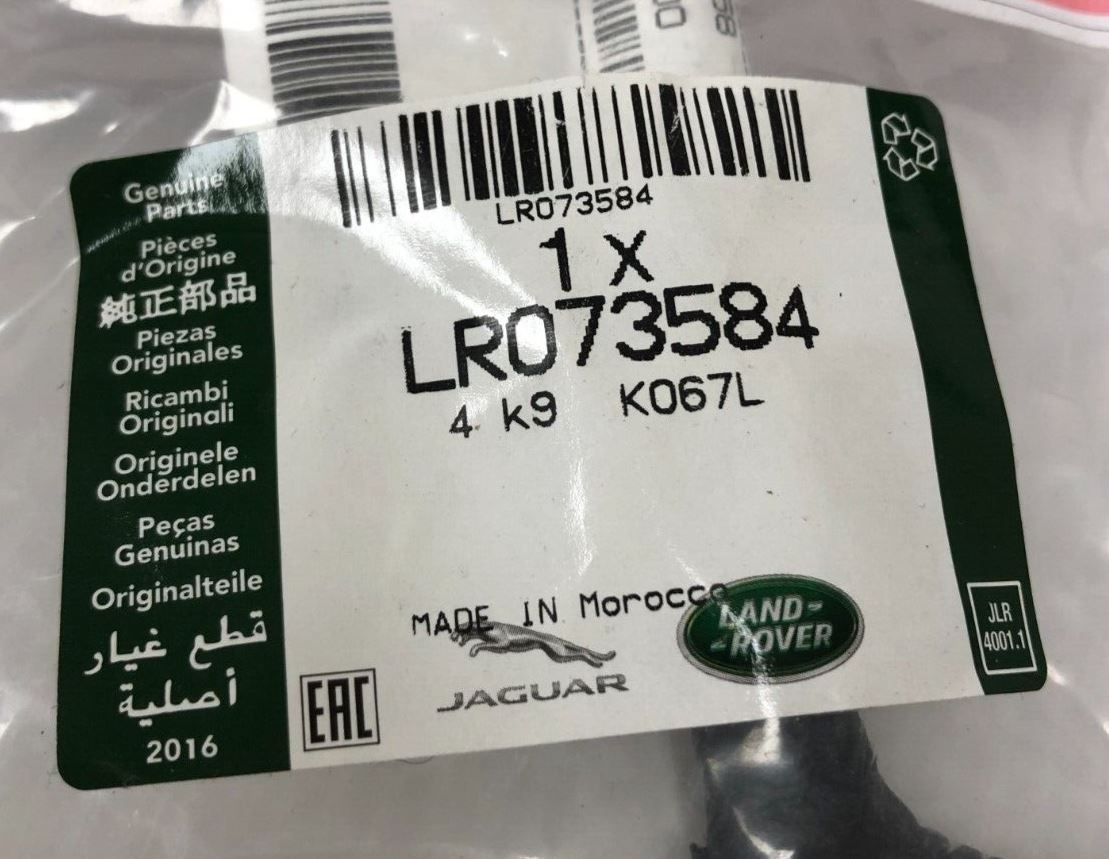 LR073584
1 X
LR073584
4 k9 K067L
Genuine
Parts
Pièces
d'Origine
純正部品
Piezas
Originales
Ricambi
Originali
Originele
Onderdelen
Peças
Genuinas
Originalteile
قطع غيار
أصلية
2016
MADE IN Morocco
EAC
JAGUAR
LAND-
-ROVER
JLR
4001.1